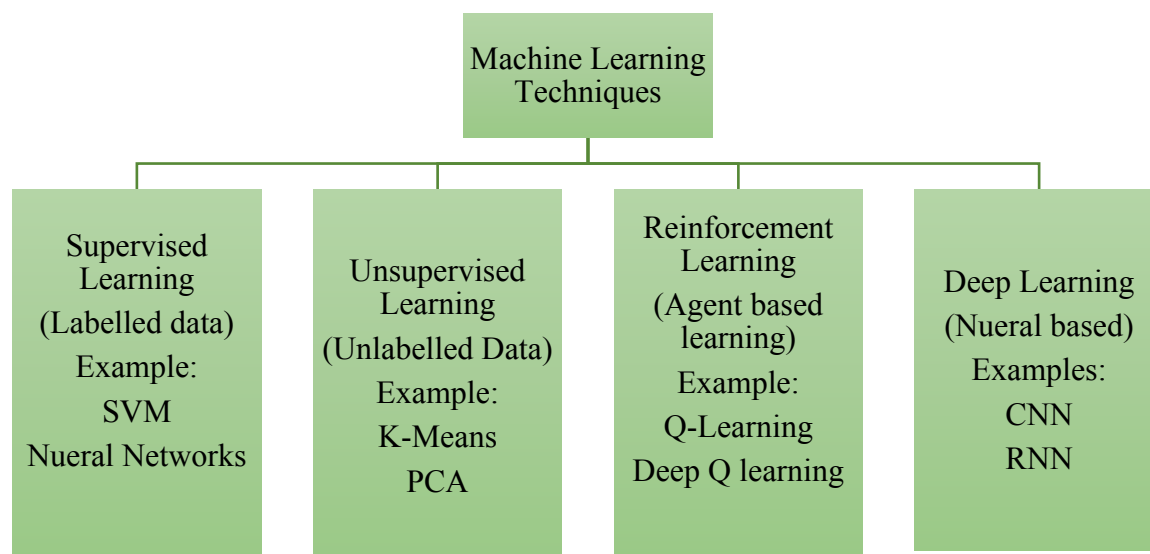 Machine Learning
Techniques
Supervised
Learning
(Labelled data)
Example:
SVM
Nueral Networks
Unsupervised
Learning
(Unlabelled Data)
Example:
K-Means
PCA
Reinforcement
Learning
(Agent based
learning)
Example:
Q-Learning
Deep Q learning
Deep Learning
(Nueral based)
Examples:
CNN
RNN